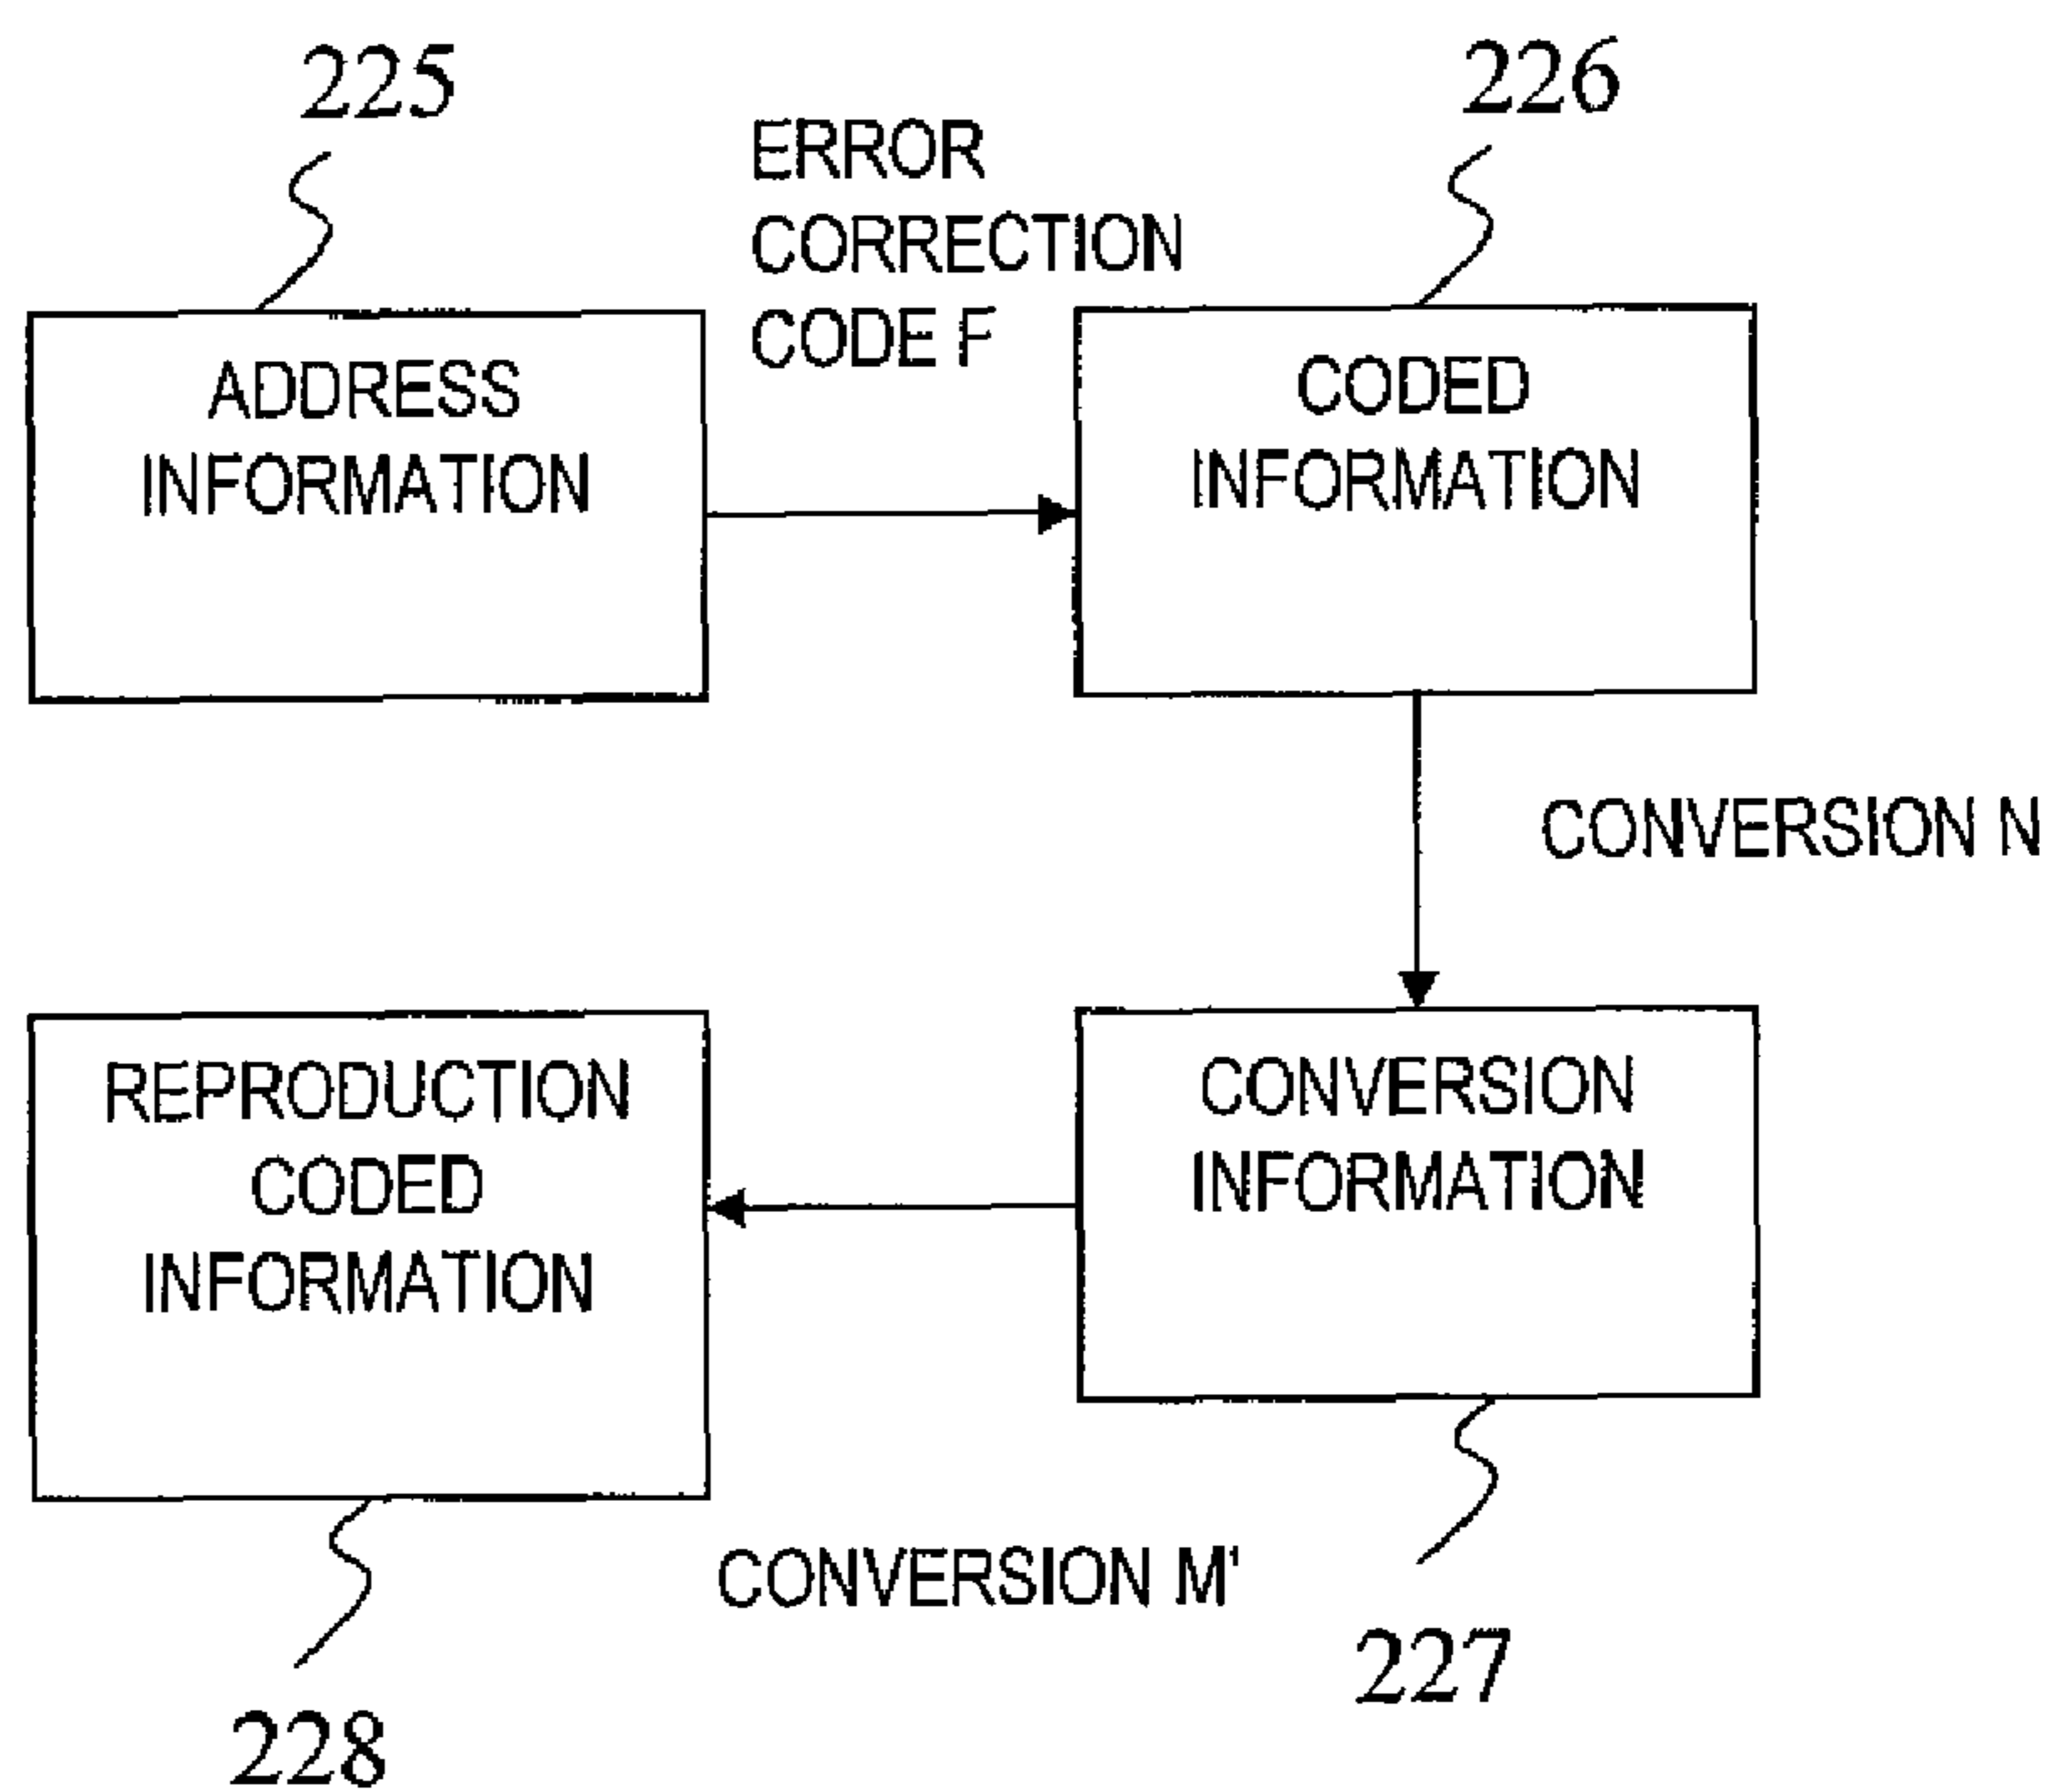 225
226
ERROR
CORRECTION
CODE F
ADDRESS
INFORMATION
CODED
INFORMATION
CONVERSION N
REPRODUCTION
CODED
INFORMATION
CONVERSION
INFORMATION
CONVERSION M'
227
228